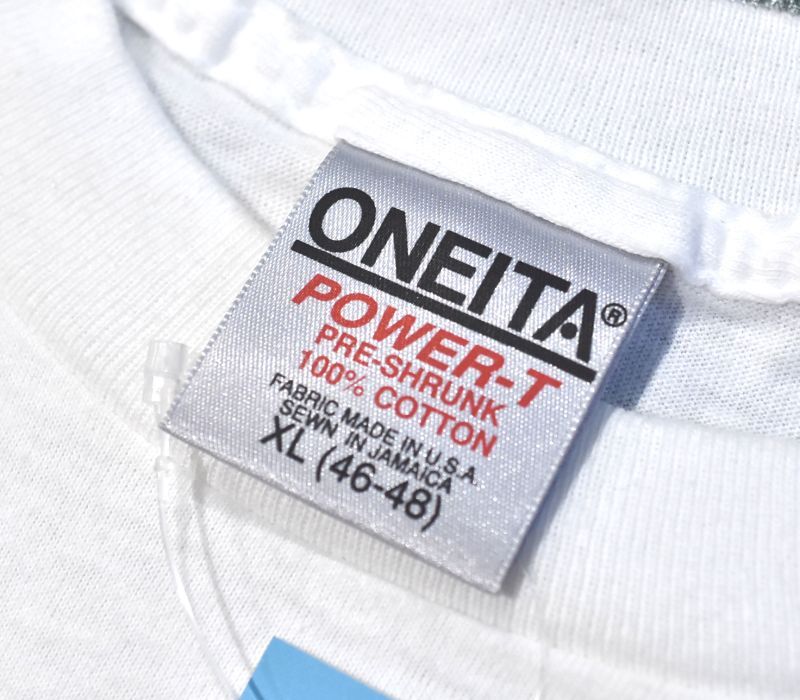 ONEITA®
POWER-T
PRE-SHRUNK
100% COTTON
FABRIC MADE IN U.S.A.
SEWN IN JAMAICA
XL (46-48)